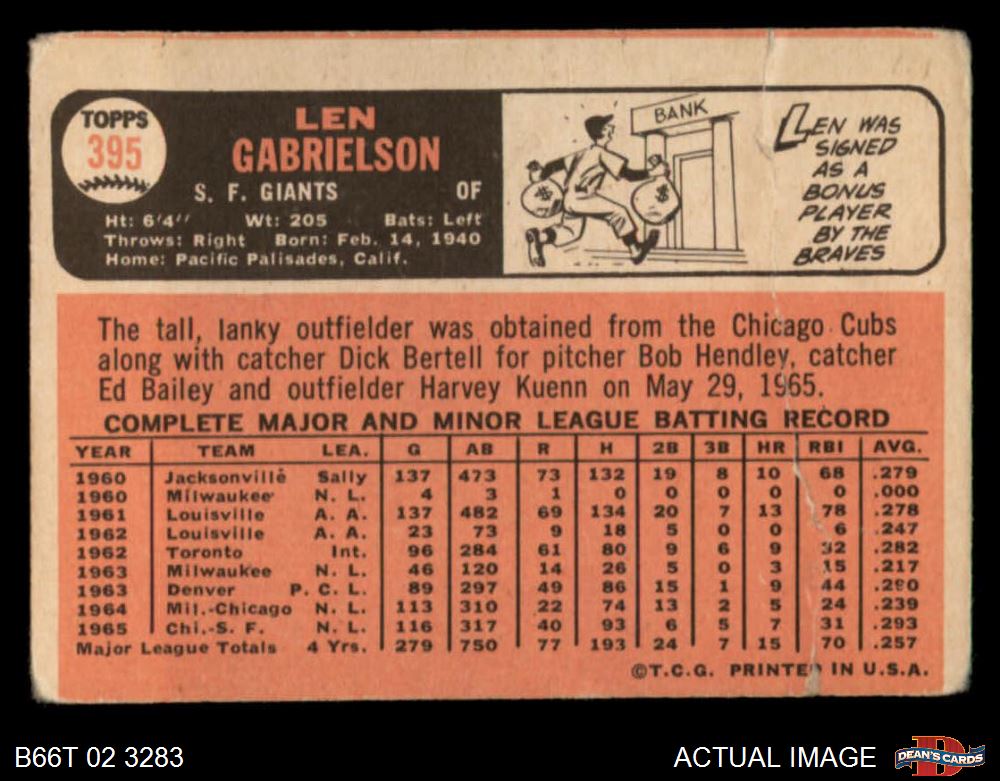 TOPPS
395
LEN
GABRIELSON
S. F. GIANTS OF
Ht: 6'4" Wt: 205 Bats: Left
Throws: Right Born: Feb. 14, 1940
Home: Pacific Palisades, Calif.
BANK
$ $
LEN WAS
SIGNED
AS A
BONUS
PLAYER
BY THE
BRAVES
The tall, lanky outfielder was obtained from the Chicago Cubs
along with catcher Dick Bertell for pitcher Bob Hendley, catcher
Ed Bailey and outfielder Harvey Kuenn on May 29, 1965.
COMPLETE MAJOR AND MINOR LEAGUE BATTING RECORD
YEAR TEAM LEA. G AB R H 2B 3B HR RBI AVG.
1960 Jacksonville Sally 137 473 73 132 19 8 10 68 .279
1960 Milwaukee N. L. 4 3 1 0 0 0 0 0 .000
1961 Louisville A. A. 137 482 69 134 20 7 13 78 .278
1962 Louisville A. A. 23 73 9 18 5 0 0 6 .247
1962 Toronto Int. 96 284 61 80 9 6 9 32 .282
1963 Milwaukee N. L. 46 120 14 26 5 0 3 15 .217
1963 Denver P. C. L. 89 297 49 86 15 1 9 44 .290
1964 Mil.-Chicago N. L. 113 310 22 74 13 2 5 24 .239
1965 Chi.-S. F. N. L. 116 317 40 93 6 5 7 31 .293
Major League Totals 4 Yrs. 279 750 77 193 24 7 15 70 .257
©T.C.G. PRINTED IN U.S.A.
B66T 02 3283
ACTUAL IMAGE
D
DEAN'S CARDS